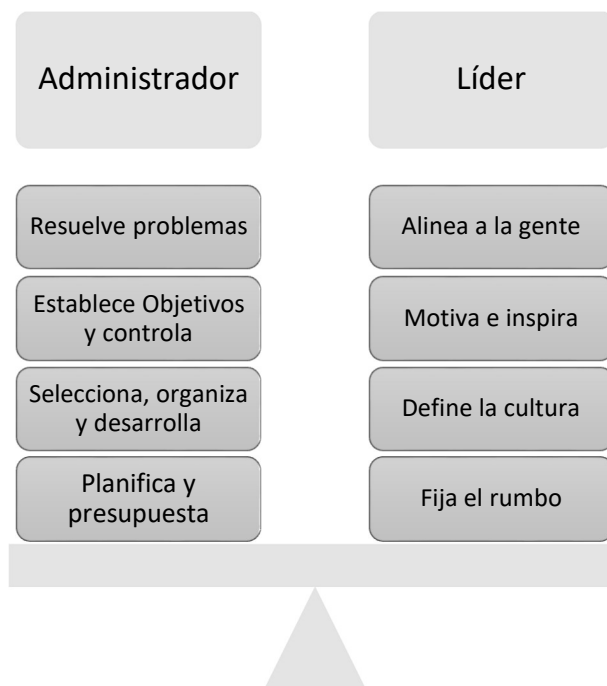 Administrador
Líder
Resuelve problemas
Alinea a la gente
Establece Objetivos
y controla
Motiva e inspira
Selecciona, organiza
y desarrolla
Define la cultura
Planifica y
presupuesta
Fija el rumbo